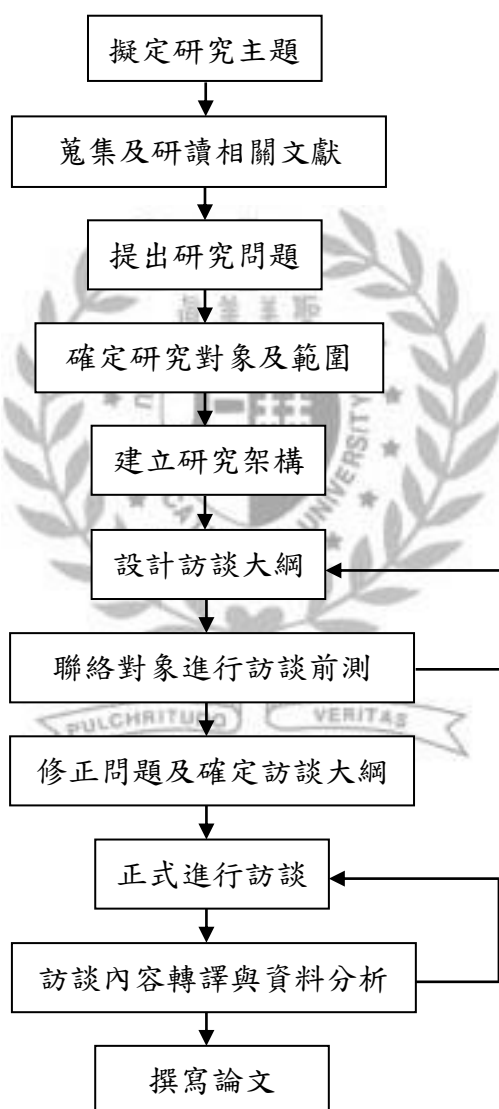 擬定研究主題
蒐集及研讀相關文獻
提出研究問題
確定研究對象及範圍
建立研究架構
設計訪談大綱
聯絡對象進行訪談前測
PULCHRITUDO VERITAS
修正問題及確定訪談大綱
正式進行訪談
訪談內容轉譯與資料分析
撰寫論文